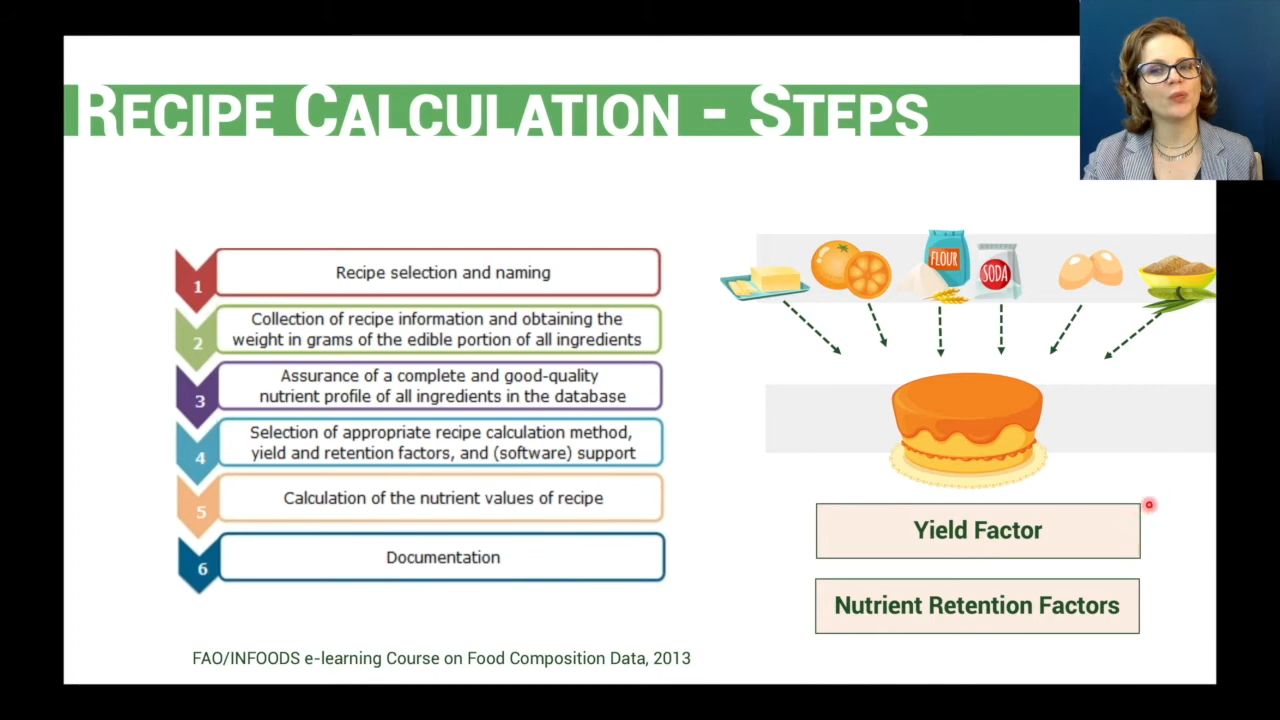 RECIPE CALCULATION - STEPS
1
Recipe selection and naming
2
Collection of recipe information and obtaining the
weight in grams of the edible portion of all ingredients
3
Assurance of a complete and good-quality
nutrient profile of all ingredients in the database
4
Selection of appropriate recipe calculation method,
yield and retention factors, and (software) support
5
Calculation of the nutrient values of recipe
6
Documentation
FLOUR
SODA
Yield Factor
Nutrient Retention Factors
FAO/INFOODS e-learning Course on Food Composition Data, 2013